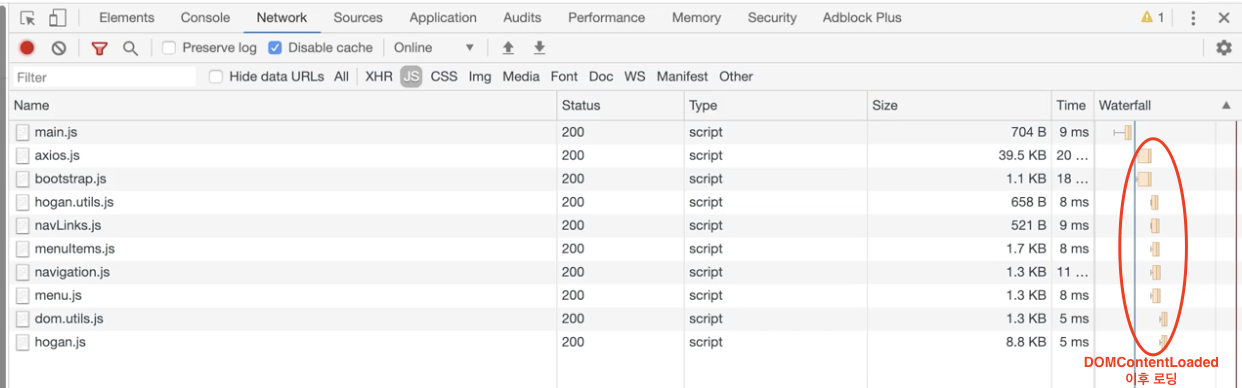 Elements Console Network Sources Application Audits Performance Memory Security Adblock Plus 1
Preserve log Disable cache Online
Filter Hide data URLs All XHR JS CSS Img Media Font Doc WS Manifest Other
Name Status Type Size Time Waterfall
main.js 200 script 704 B 9 ms
axios.js 200 script 39.5 KB 20 ...
bootstrap.js 200 script 1.1 KB 18 ...
hogan.utils.js 200 script 658 B 8 ms
navLinks.js 200 script 521 B 9 ms
menuItems.js 200 script 1.7 KB 8 ms
navigation.js 200 script 1.3 KB 11 ...
menu.js 200 script 1.3 KB 8 ms
dom.utils.js 200 script 1.3 KB 5 ms
hogan.js 200 script 8.8 KB 5 ms
DOMContentLoaded
이후 로딩